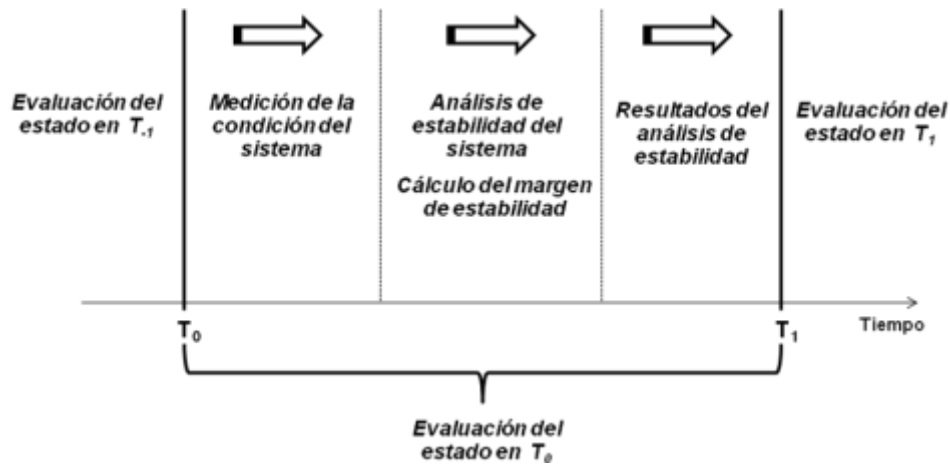 Evaluación del
estado en T-1
Medición de la
condición del
sistema
Análisis de
estabilidad del
sistema
Cálculo del margen
de estabilidad
Resultados del
análisis de
estabilidad
Evaluación del
estado en T1
T0
T1
Tiempo
Evaluación del
estado en T0